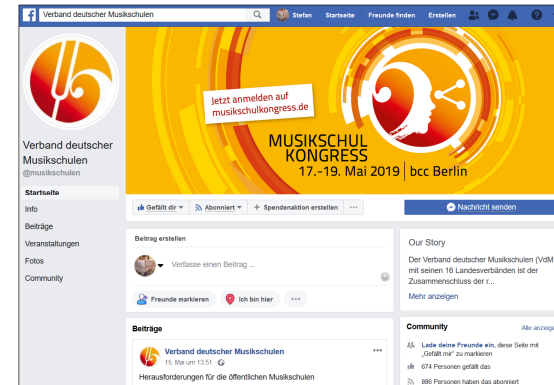 Verband deutscher Musikschulen
Stefan Startseite Freunde finden Erstellen
Jetzt anmelden auf
musikschulkongress.de
MUSIKSCHUL
KONGRESS
17.-19. Mai 2019 | bcc Berlin
Verband deutscher
Musikschulen
@musikschulen
Startseite
Info
Beiträge
Veranstaltungen
Fotos
Community
Gefällt dir Abonniert + Spendenaktion erstellen ...
Nachricht senden
Beitrag erstellen
Verfasse einen Beitrag ...
Freunde markieren Ich bin hier ...
Our Story
Der Verband deutscher Musikschulen (VdM)
mit seinen 16 Landesverbänden ist der
Zusammenschluss der r...
Mehr anzeigen
Beiträge
Verband deutscher Musikschulen ...
15. Mai um 13:51
Herausforderungen für die öffentlichen Musikschulen
Community Alle anzeige
Lade deine Freunde ein, diese Seite mit
„Gefällt mir“ zu markieren
674 Personen gefällt das
886 Personen haben das abonniert